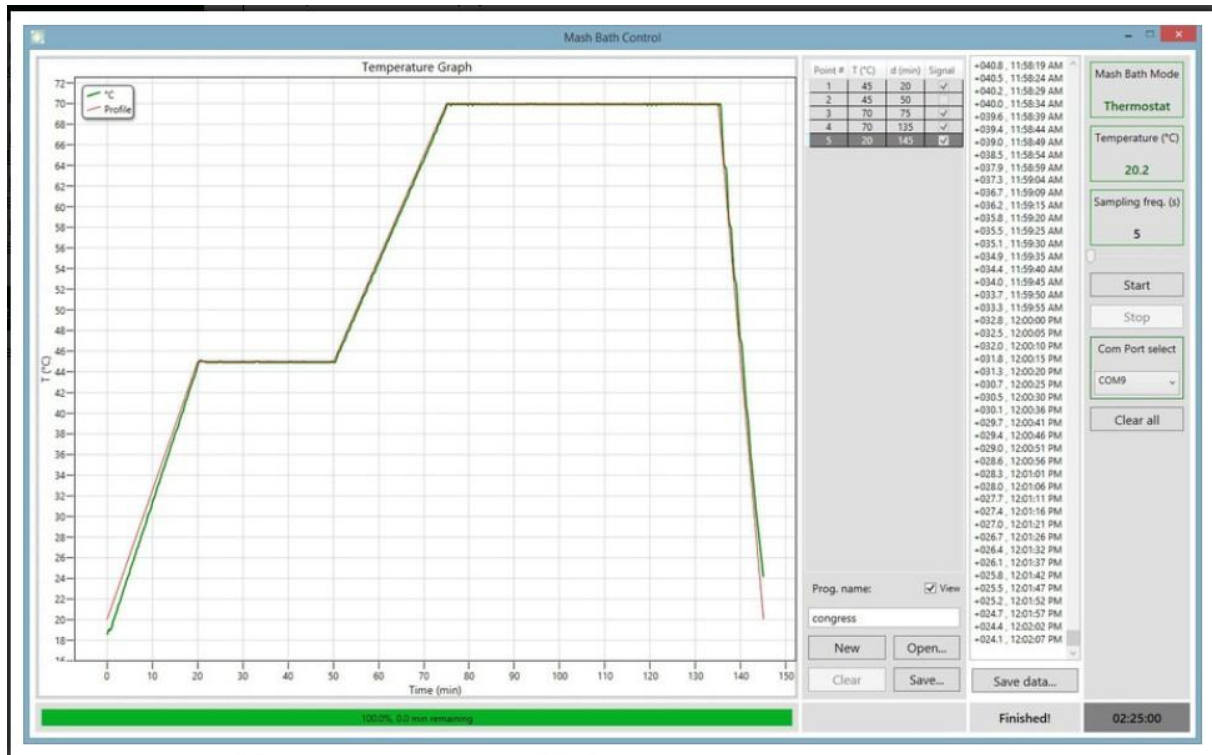 Mash Bath Control
Temperature Graph
°C
Profile
72
70
68
66
64
62
60
58
56
54
52
50
48
46
44
42
40
38
36
34
32
30
28
26
24
22
20
18
16
T (°C)
0 10 20 30 40 50 60 70 80 90 100 110 120 130 140 150
Time (min)
100.0%, 0.0 min remaining
Point # T (°C) d (min) Signal
1 45 20
2 45 50
3 70 75
4 70 135
5 20 145
Prog. name:
View
congress
New Open...
Clear Save...
+040.8 , 11:58:19 AM
+040.5 , 11:58:24 AM
+040.2 , 11:58:29 AM
+040.0 , 11:58:34 AM
+039.6 , 11:58:39 AM
+039.4 , 11:58:44 AM
+039.0 , 11:58:49 AM
+038.5 , 11:58:54 AM
+037.9 , 11:58:59 AM
+037.3 , 11:59:04 AM
+036.7 , 11:59:09 AM
+036.2 , 11:59:15 AM
+035.8 , 11:59:20 AM
+035.5 , 11:59:25 AM
+035.1 , 11:59:30 AM
+034.9 , 11:59:35 AM
+034.4 , 11:59:40 AM
+034.0 , 11:59:45 AM
+033.7 , 11:59:50 AM
+033.3 , 11:59:55 AM
+032.8 , 12:00:00 PM
+032.5 , 12:00:05 PM
+032.0 , 12:00:10 PM
+031.8 , 12:00:15 PM
+031.3 , 12:00:20 PM
+030.7 , 12:00:25 PM
+030.5 , 12:00:30 PM
+030.1 , 12:00:36 PM
+029.7 , 12:00:41 PM
+029.4 , 12:00:46 PM
+029.0 , 12:00:51 PM
+028.6 , 12:00:56 PM
+028.3 , 12:01:01 PM
+028.0 , 12:01:06 PM
+027.7 , 12:01:11 PM
+027.4 , 12:01:16 PM
+027.0 , 12:01:21 PM
+026.7 , 12:01:26 PM
+026.4 , 12:01:32 PM
+026.1 , 12:01:37 PM
+025.8 , 12:01:42 PM
+025.5 , 12:01:47 PM
+025.2 , 12:01:52 PM
+024.7 , 12:01:57 PM
+024.4 , 12:02:02 PM
+024.1 , 12:02:07 PM
Save data...
Finished!
Mash Bath Mode
Thermostat
Temperature (°C)
20.2
Sampling freq. (s)
5
Start
Stop
Com Port select
COM9
Clear all
02:25:00